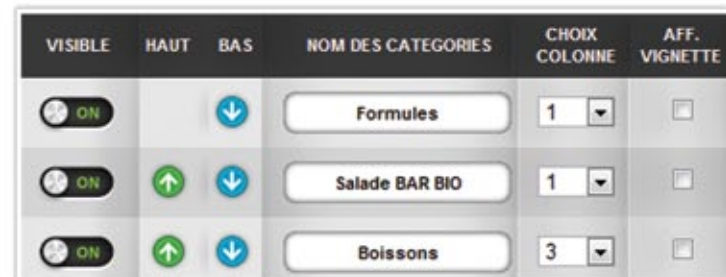 VISIBLE HAUT BAS NOM DES CATEGORIES CHOIX COLONNE AFF. VIGNETTE
ON Formules 1
ON Salade BAR BIO 1
ON Boissons 3